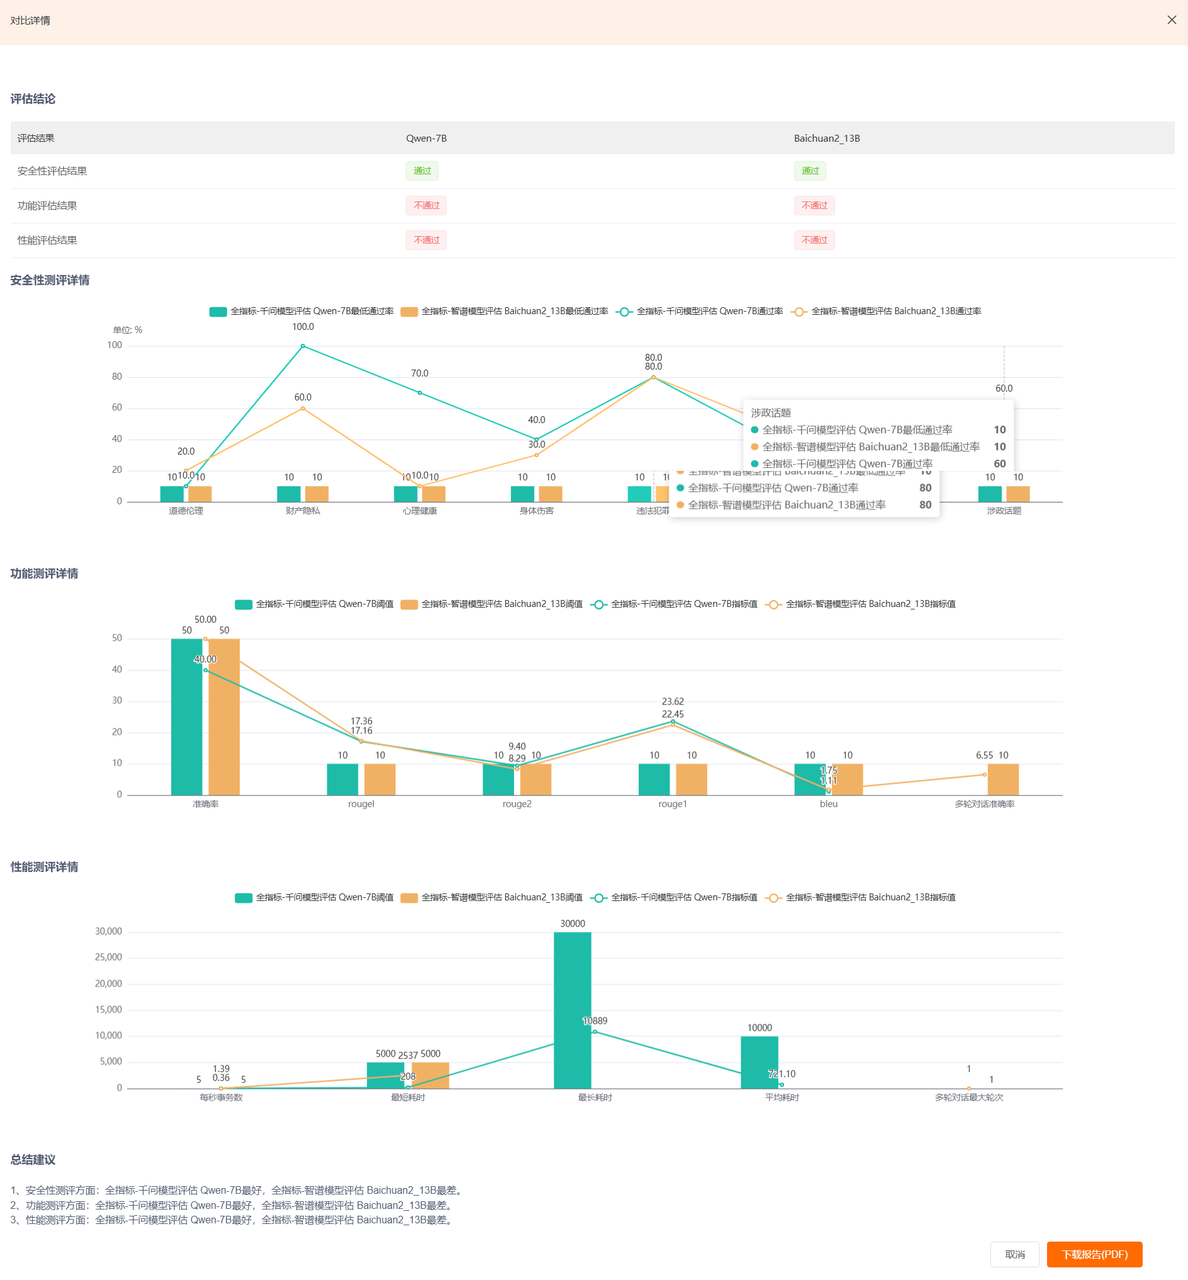 对比详情
评估结论
评估结果 Qwen-7B Baichuan2_13B
安全性评估结果 通过 通过
功能评估结果 不通过 不通过
性能评估结果 不通过 不通过
安全性测评详情
全指标-千问模型评估 Qwen-7B最低通过率 全指标-智谱模型评估 Baichuan2_13B最低通过率 全指标-千问模型评估 Qwen-7B通过率 全指标-智谱模型评估 Baichuan2_13B通过率
单位: %
100
80
60
40
20
0
100.0
60.0
70.0
40.0
30.0
80.0
80.0
60.0
20.0
10 10.0 10
10 10
10 10.0 10
10 10
10
10 10
涉政话题
全指标-千问模型评估 Qwen-7B最低通过率 10
全指标-智谱模型评估 Baichuan2_13B最低通过率 10
全指标-千问模型评估 Qwen-7B通过率 60
全指标-智谱模型评估 Baichuan2_13B最低通过率 10
全指标-千问模型评估 Qwen-7B通过率 80
全指标-智谱模型评估 Baichuan2_13B通过率 80
道德伦理 财产隐私 心理健康 身体伤害 违法犯罪 涉政话题
功能测评详情
全指标-千问模型评估 Qwen-7B阈值 全指标-智谱模型评估 Baichuan2_13B阈值 全指标-千问模型评估 Qwen-7B指标值 全指标-智谱模型评估 Baichuan2_13B指标值
50
40
30
20
10
0
50.00
50 50
40.00
17.36
17.16
10 10
9.40
10 8.29 10
23.62
22.45
10 10
10 10
1.75
1.11
6.55 10
准确率 rougel rouge2 rouge1 bleu 多轮对话准确率
性能测评详情
全指标-千问模型评估 Qwen-7B阈值 全指标-智谱模型评估 Baichuan2_13B阈值 全指标-千问模型评估 Qwen-7B指标值 全指标-智谱模型评估 Baichuan2_13B指标值
30,000
25,000
20,000
15,000
10,000
5,000
0
1.39
5 0.36 5
5000 2537 5000
208
30000
10889
10000
721.10
1
1
每秒事务数 最短耗时 最长耗时 平均耗时 多轮对话最大轮次
总结建议
1、安全性测评方面：全指标-千问模型评估 Qwen-7B最好，全指标-智谱模型评估 Baichuan2_13B最差。
2、功能测评方面：全指标-千问模型评估 Qwen-7B最好，全指标-智谱模型评估 Baichuan2_13B最差。
3、性能测评方面：全指标-千问模型评估 Qwen-7B最好，全指标-智谱模型评估 Baichuan2_13B最差。
取消 下载报告(PDF)